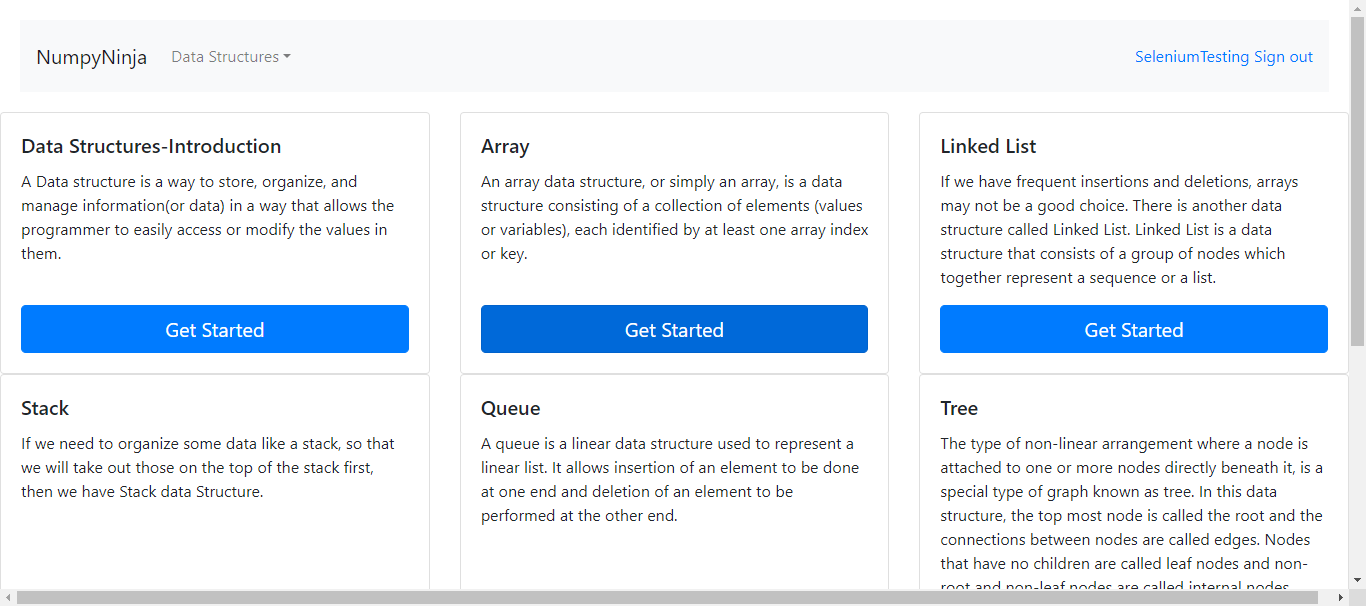 NumpyNinja Data Structures SeleniumTesting Sign out
Data Structures-Introduction
A Data structure is a way to store, organize, and
manage information(or data) in a way that allows the
programmer to easily access or modify the values in
them.
Get Started
Array
An array data structure, or simply an array, is a data
structure consisting of a collection of elements (values
or variables), each identified by at least one array index
or key.
Get Started
Linked List
If we have frequent insertions and deletions, arrays
may not be a good choice. There is another data
structure called Linked List. Linked List is a data
structure that consists of a group of nodes which
together represent a sequence or a list.
Get Started
Stack
If we need to organize some data like a stack, so that
we will take out those on the top of the stack first,
then we have Stack data Structure.
Queue
A queue is a linear data structure used to represent a
linear list. It allows insertion of an element to be done
at one end and deletion of an element to be
performed at the other end.
Tree
The type of non-linear arrangement where a node is
attached to one or more nodes directly beneath it, is a
special type of graph known as tree. In this data
structure, the top most node is called the root and the
connections between nodes are called edges. Nodes
that have no children are called leaf nodes and non-
root and non-leaf nodes are called internal nodes